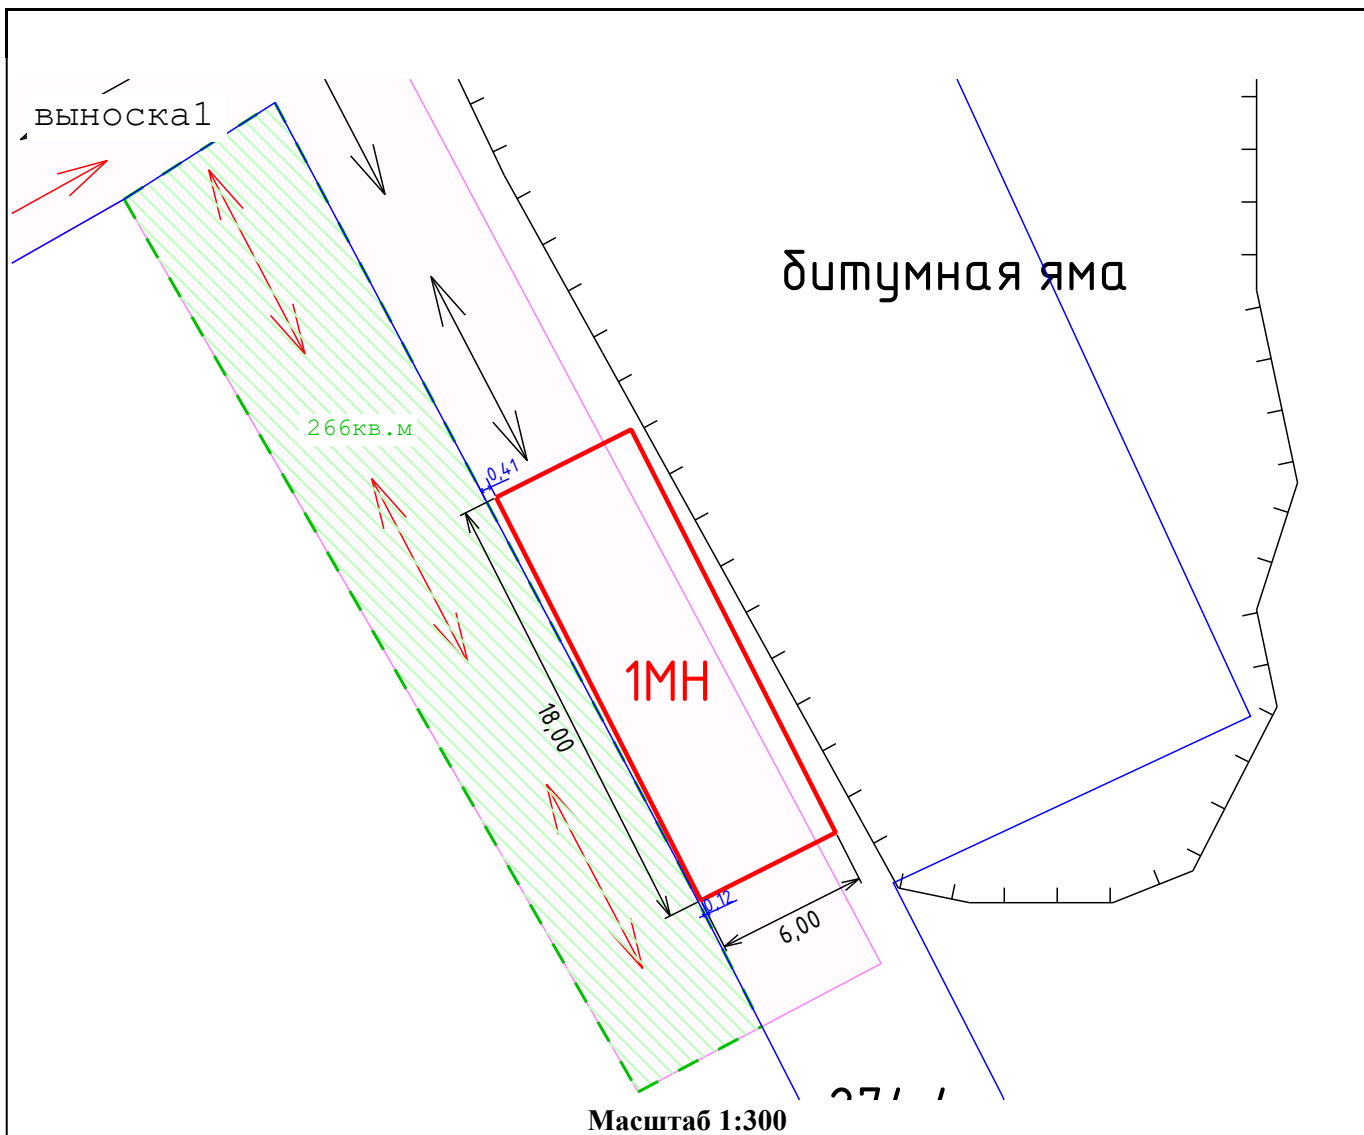 выноска1
битумная яма
266кв.м
0,41
1МН
18,00
0,12
6,00
Масштаб 1:300